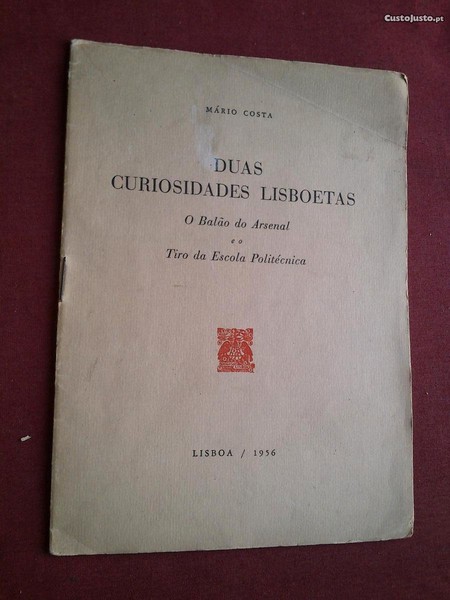 CustoJusto.pt
MÁRIO COSTA
DUAS
CURIOSIDADES LISBOETAS
O Balão do Arsenal
e o
Tiro da Escola Politécnica
LISBOA / 1956